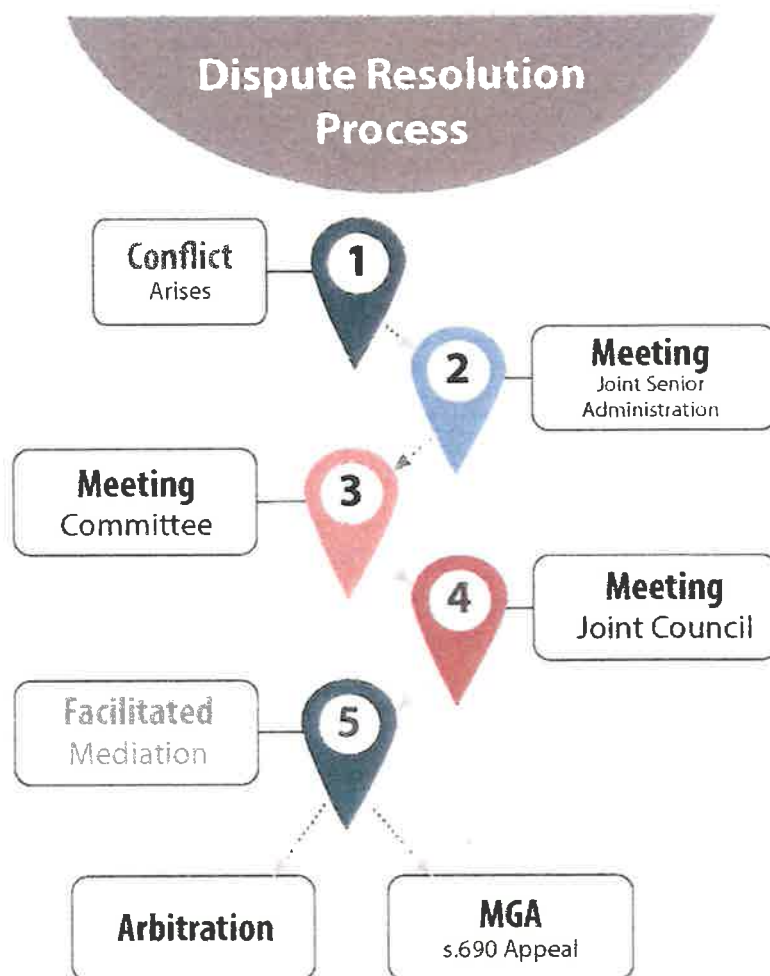 Dispute Resolution
Process
Conflict
Arises
1
2
Meeting
Joint Senior
Administration
Meeting
Committee
3
4
Meeting
Joint Council
Facilitated
Mediation
5
Arbitration
MGA
s.690 Appeal